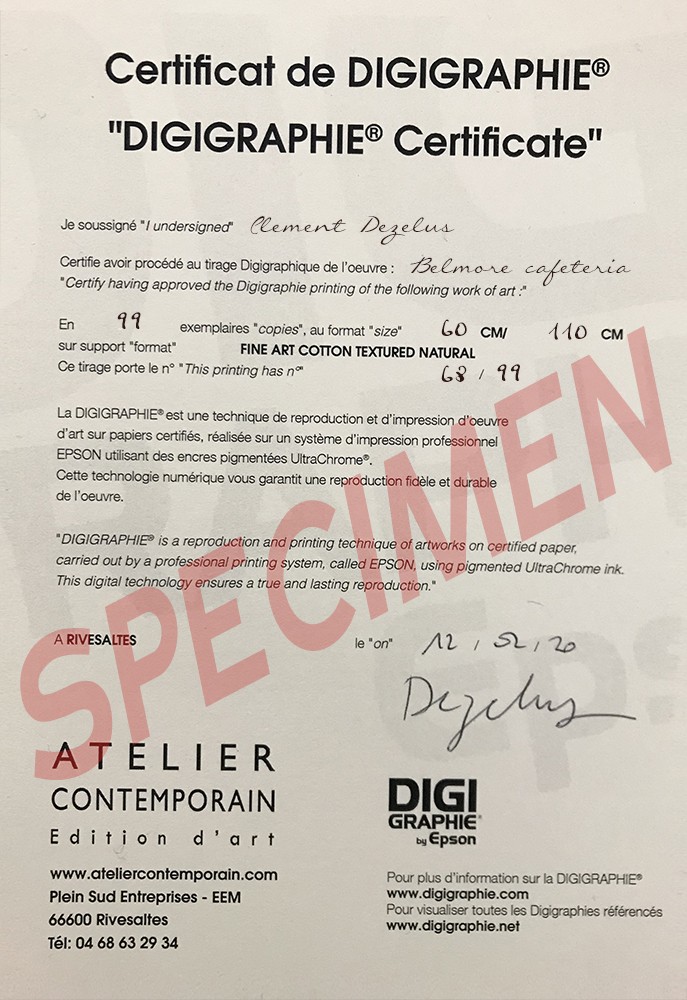 Certificat de DIGIGRAPHIE®
"DIGIGRAPHIE® Certificate"
Je soussigné "I undersigned" Clement Dezelus
Certifie avoir procédé au tirage Digigraphique de l'oeuvre : Belmore cafeteria
"Certify having approved the Digigraphie printing of the following work of art :"
En 99 exemplaires "copies", au format "size" 60 CM/ 110 CM
sur support "format" FINE ART COTTON TEXTURED NATURAL
Ce tirage porte le n° "This printing has n°" 68 / 99
La DIGIGRAPHIE® est une technique de reproduction et d'impression d'oeuvre
d'art sur papiers certifiés, réalisée sur un système d'impression professionnel
EPSON utilisant des encres pigmentées UltraChrome®.
Cette technologie numérique vous garantit une reproduction fidèle et durable
de l'oeuvre.
"DIGIGRAPHIE® is a reproduction and printing technique of artworks on certified paper,
carried out by a professional printing system, called EPSON, using pigmented UltraChrome ink.
This digital technology ensures a true and lasting reproduction."
SPECIMEN
A RIVESALTES le "on" 12 / / 20
Dezelus
ATELIER
CONTEMPORAIN
Edition d'art
www.ateliercontemporain.com
Plein Sud Entreprises - EEM
66600 Rivesaltes
Tél: 04 68 63 29 34
DIGI
GRAPHIE®
by Epson
Pour plus d'information sur la DIGIGRAPHIE®
www.digigraphie.com
Pour visualiser toutes les Digigraphies référencés
www.digigraphie.net